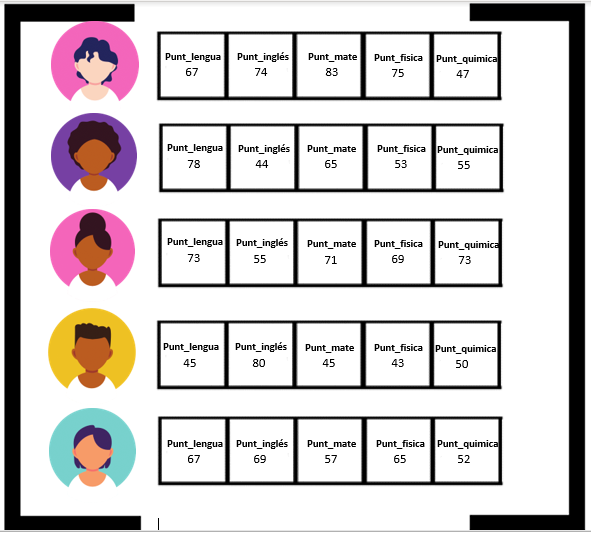 Punt_lengua Punt_inglés Punt_mate Punt_fisica Punt_quimica
67 74 83 75 47
Punt_lengua Punt_inglés Punt_mate Punt_fisica Punt_quimica
78 44 65 53 55
Punt_lengua Punt_inglés Punt_mate Punt_fisica Punt_quimica
73 55 71 69 73
Punt_lengua Punt_inglés Punt_mate Punt_fisica Punt_quimica
45 80 45 43 50
Punt_lengua Punt_inglés Punt_mate Punt_fisica Punt_quimica
67 69 57 65 52